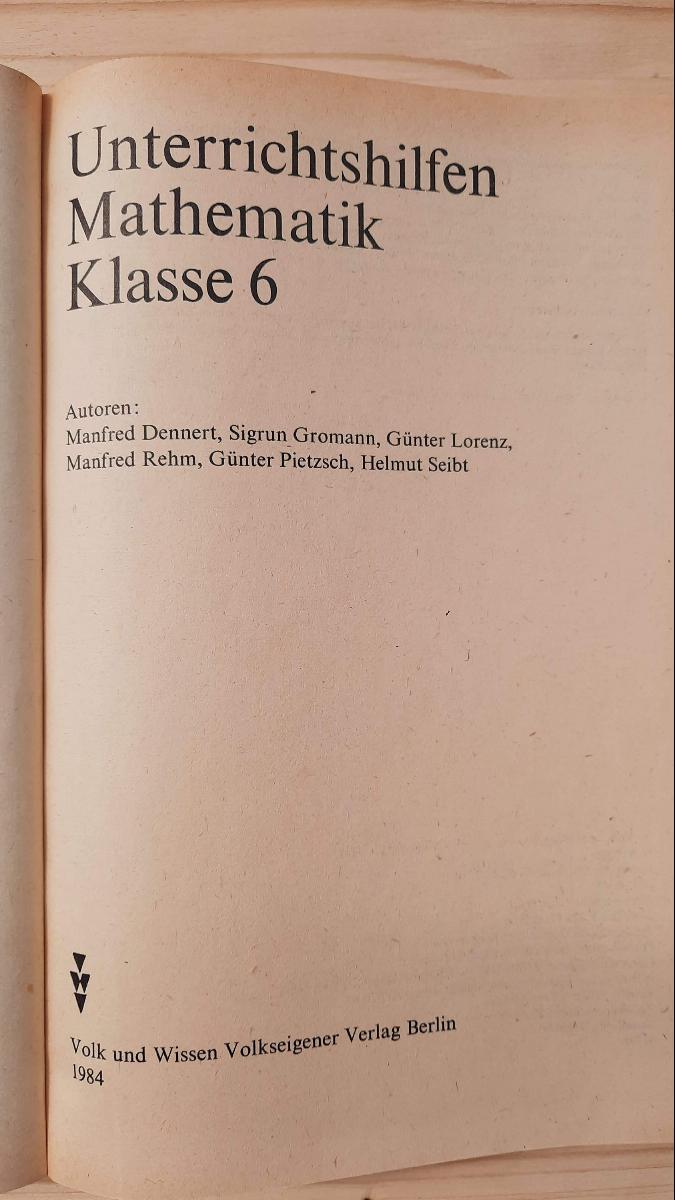 Unterrichtshilfen
Mathematik
Klasse 6
Autoren:
Manfred Dennert, Sigrun Gromann, Günter Lorenz,
Manfred Rehm, Günter Pietzsch, Helmut Seibt
Volk und Wissen Volkseigener Verlag Berlin
1984